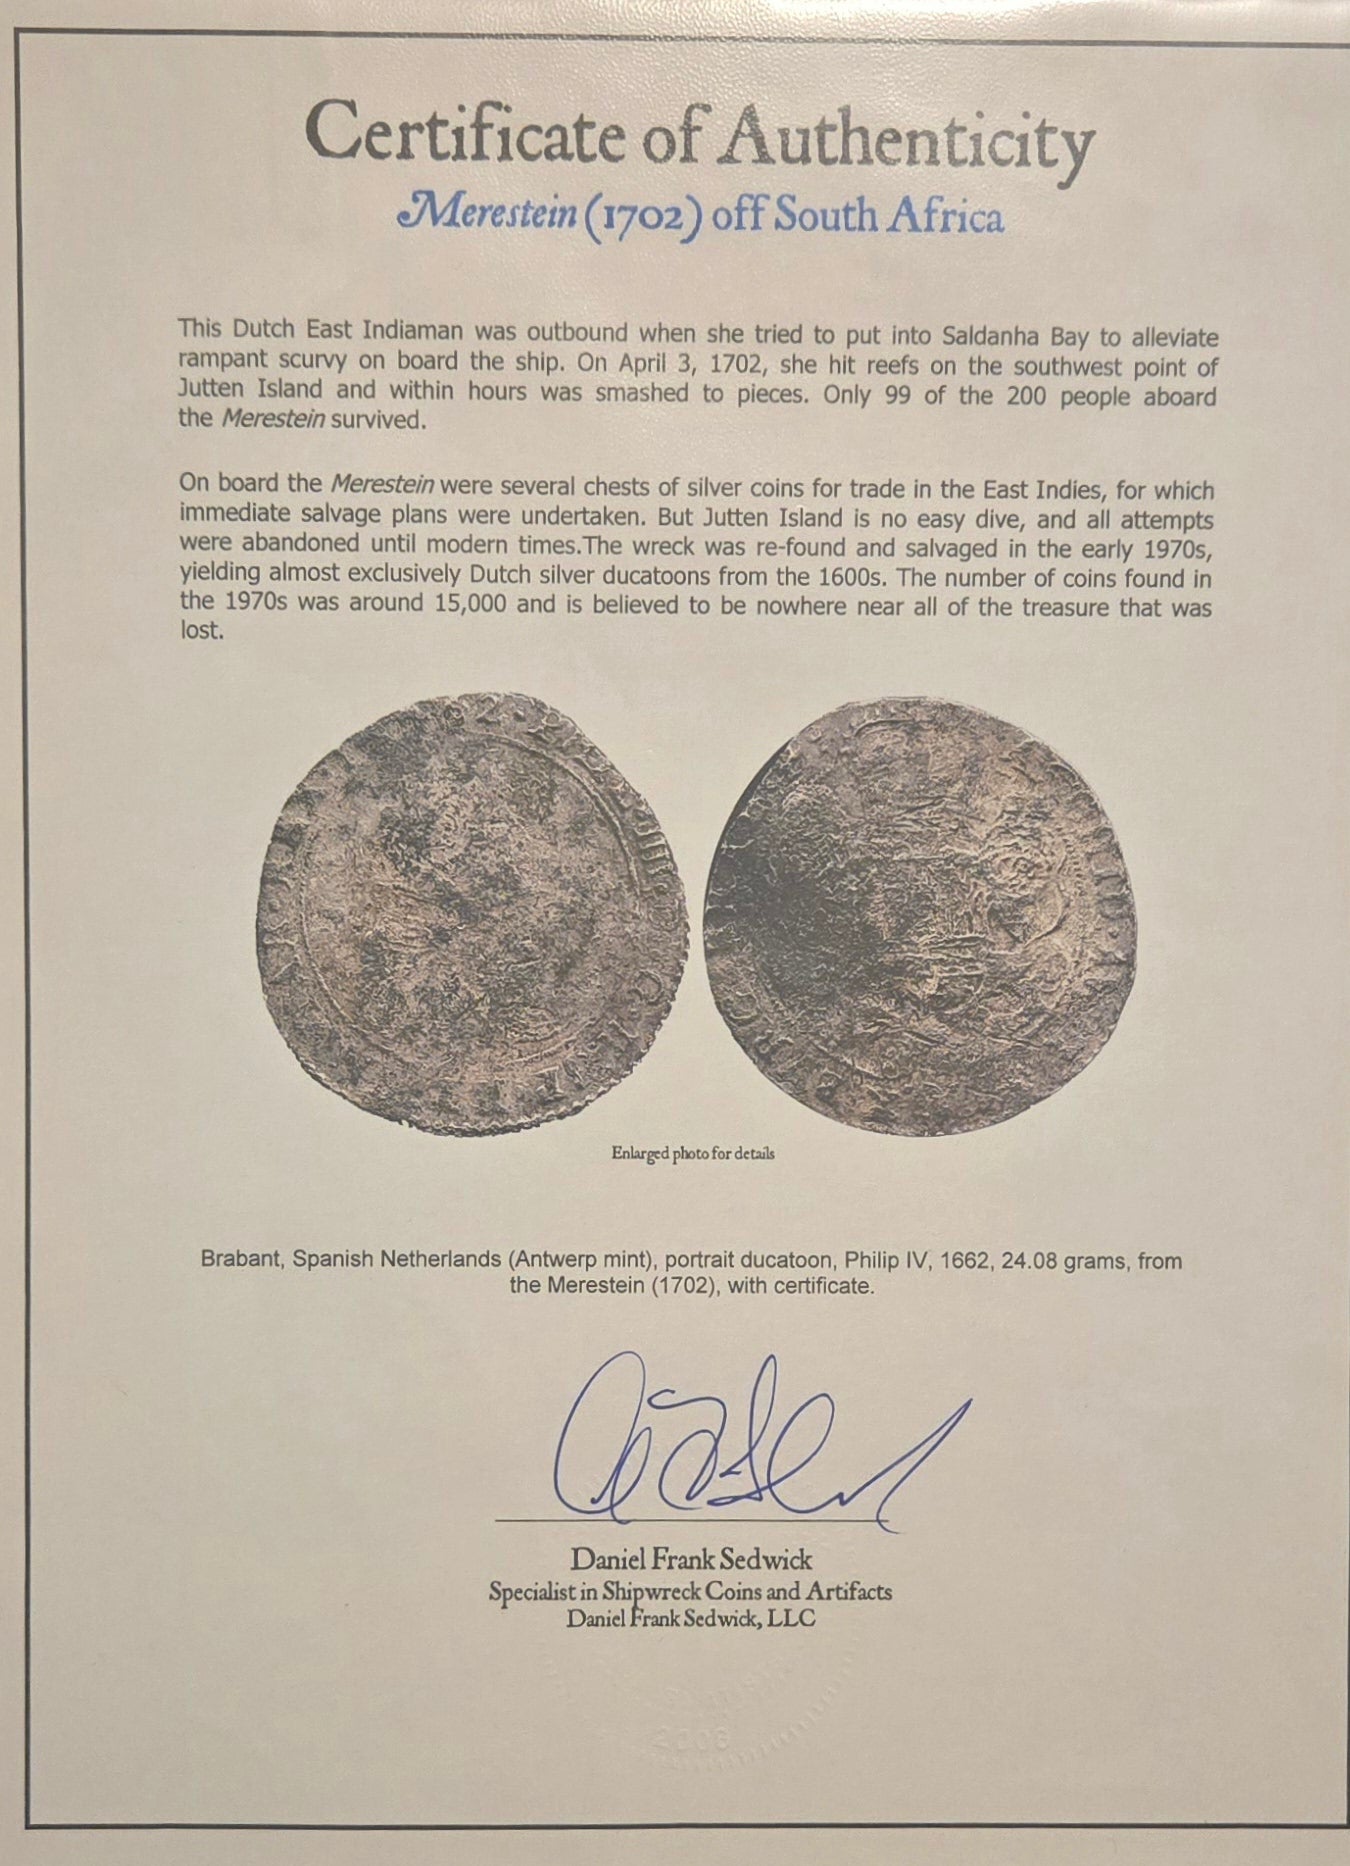 Certificate of Authenticity
Merestein (1702) off South Africa
This Dutch East Indiaman was outbound when she tried to put into Saldanha Bay to alleviate
rampant scurvy on board the ship. On April 3, 1702, she hit reefs on the southwest point of
Jutten Island and within hours was smashed to pieces. Only 99 of the 200 people aboard
the Merestein survived.
On board the Merestein were several chests of silver coins for trade in the East Indies, for which
immediate salvage plans were undertaken. But Jutten Island is no easy dive, and all attempts
were abandoned until modern times.The wreck was re-found and salvaged in the early 1970s,
yielding almost exclusively Dutch silver ducatoons from the 1600s. The number of coins found in
the 1970s was around 15,000 and is believed to be nowhere near all of the treasure that was
lost.
Enlarged photo for details
Brabant, Spanish Netherlands (Antwerp mint), portrait ducatoon, Philip IV, 1662, 24.08 grams, from
the Merestein (1702), with certificate.
Daniel Frank Sedwick
Specialist in Shipwreck Coins and Artifacts
Daniel Frank Sedwick, LLC